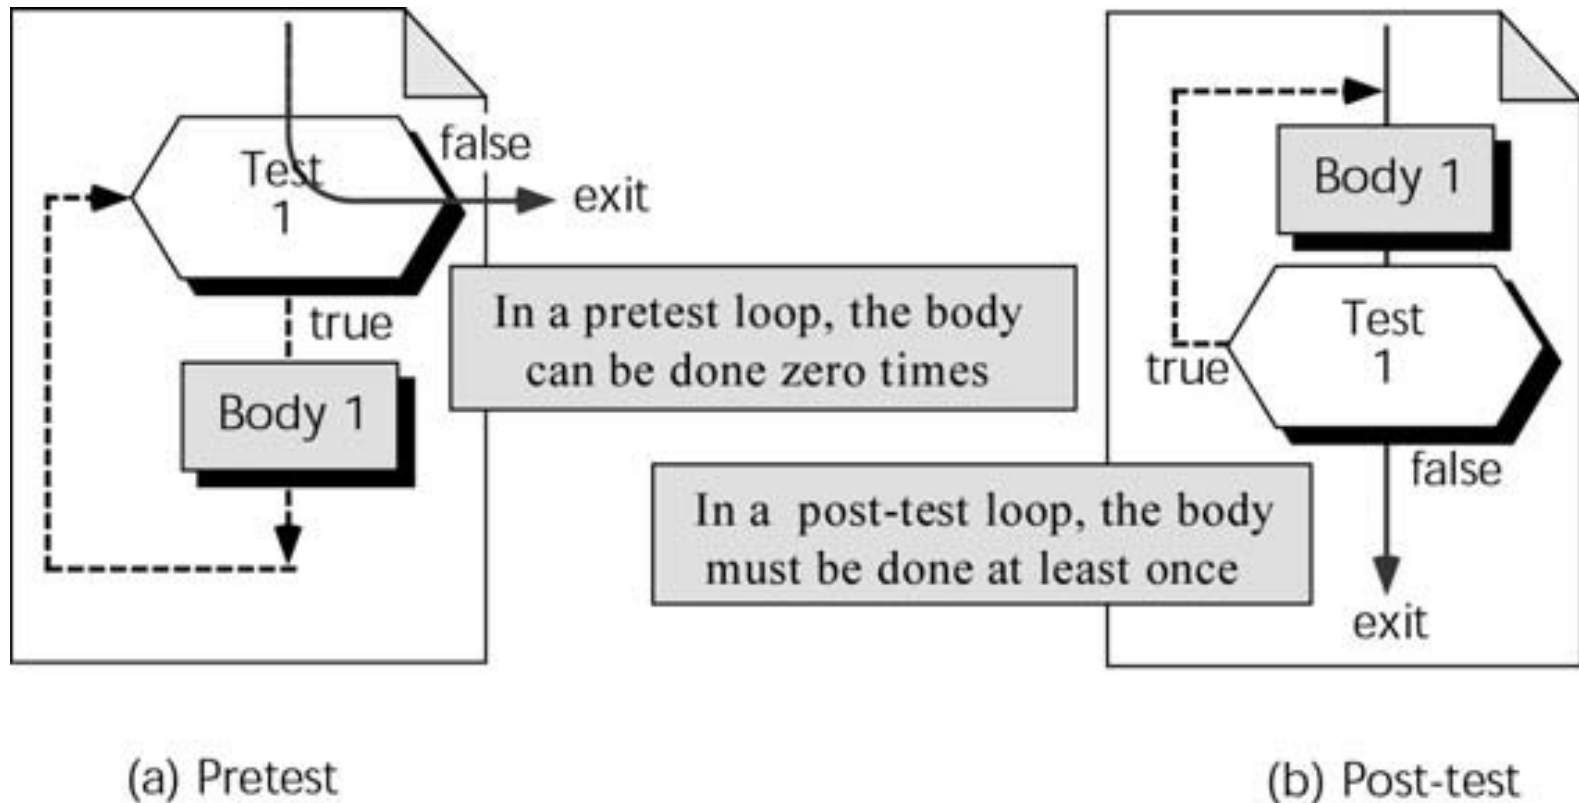 false
Test
1
exit
true
Body 1
In a pretest loop, the body
can be done zero times
Body 1
Test
1
true
false
exit
In a post-test loop, the body
must be done at least once
(a) Pretest
(b) Post-test